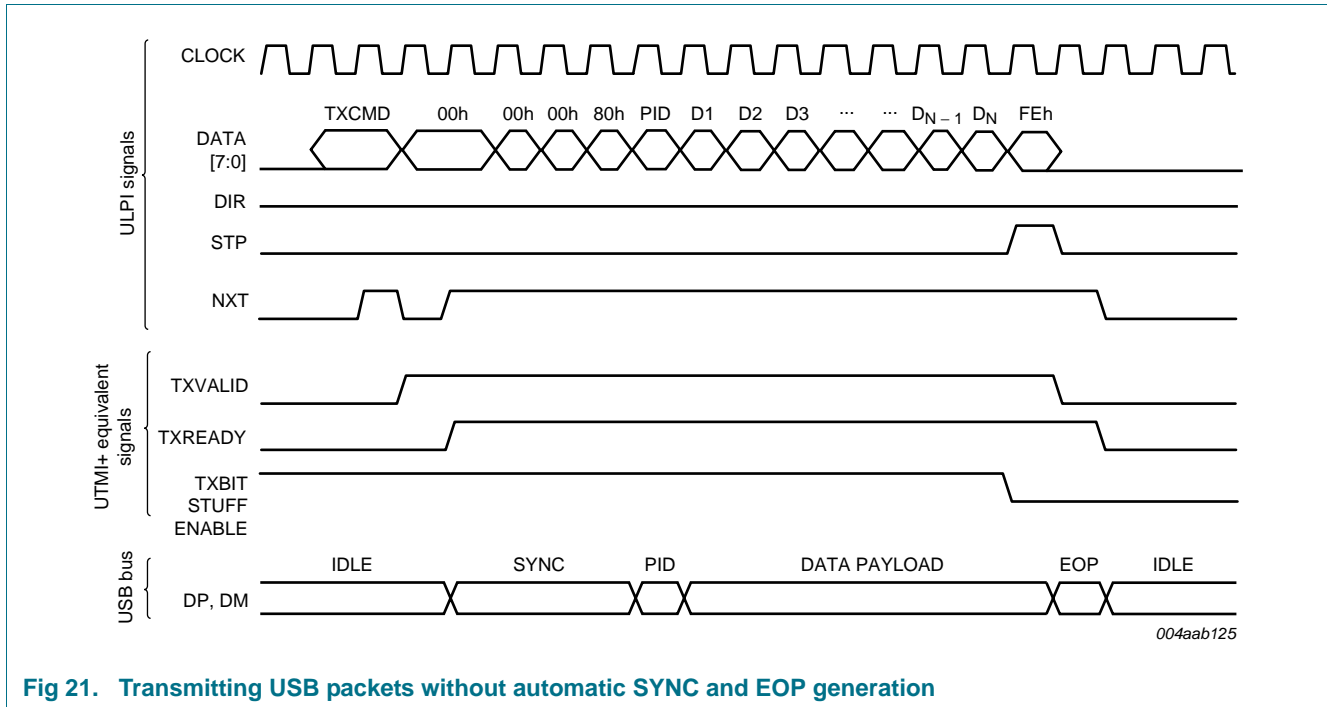 CLOCK
TXCMD 00h 00h 00h 80h PID D1 D2 D3 ... ... DN – 1 DN FEh
DATA
[7:0]
DIR
STP
NXT
ULPI signals
TXVALID
TXREADY
TXBIT
STUFF
ENABLE
UTMI+ equivalent
signals
IDLE SYNC PID DATA PAYLOAD EOP IDLE
DP, DM
USB bus
004aab125
Fig 21. Transmitting USB packets without automatic SYNC and EOP generation